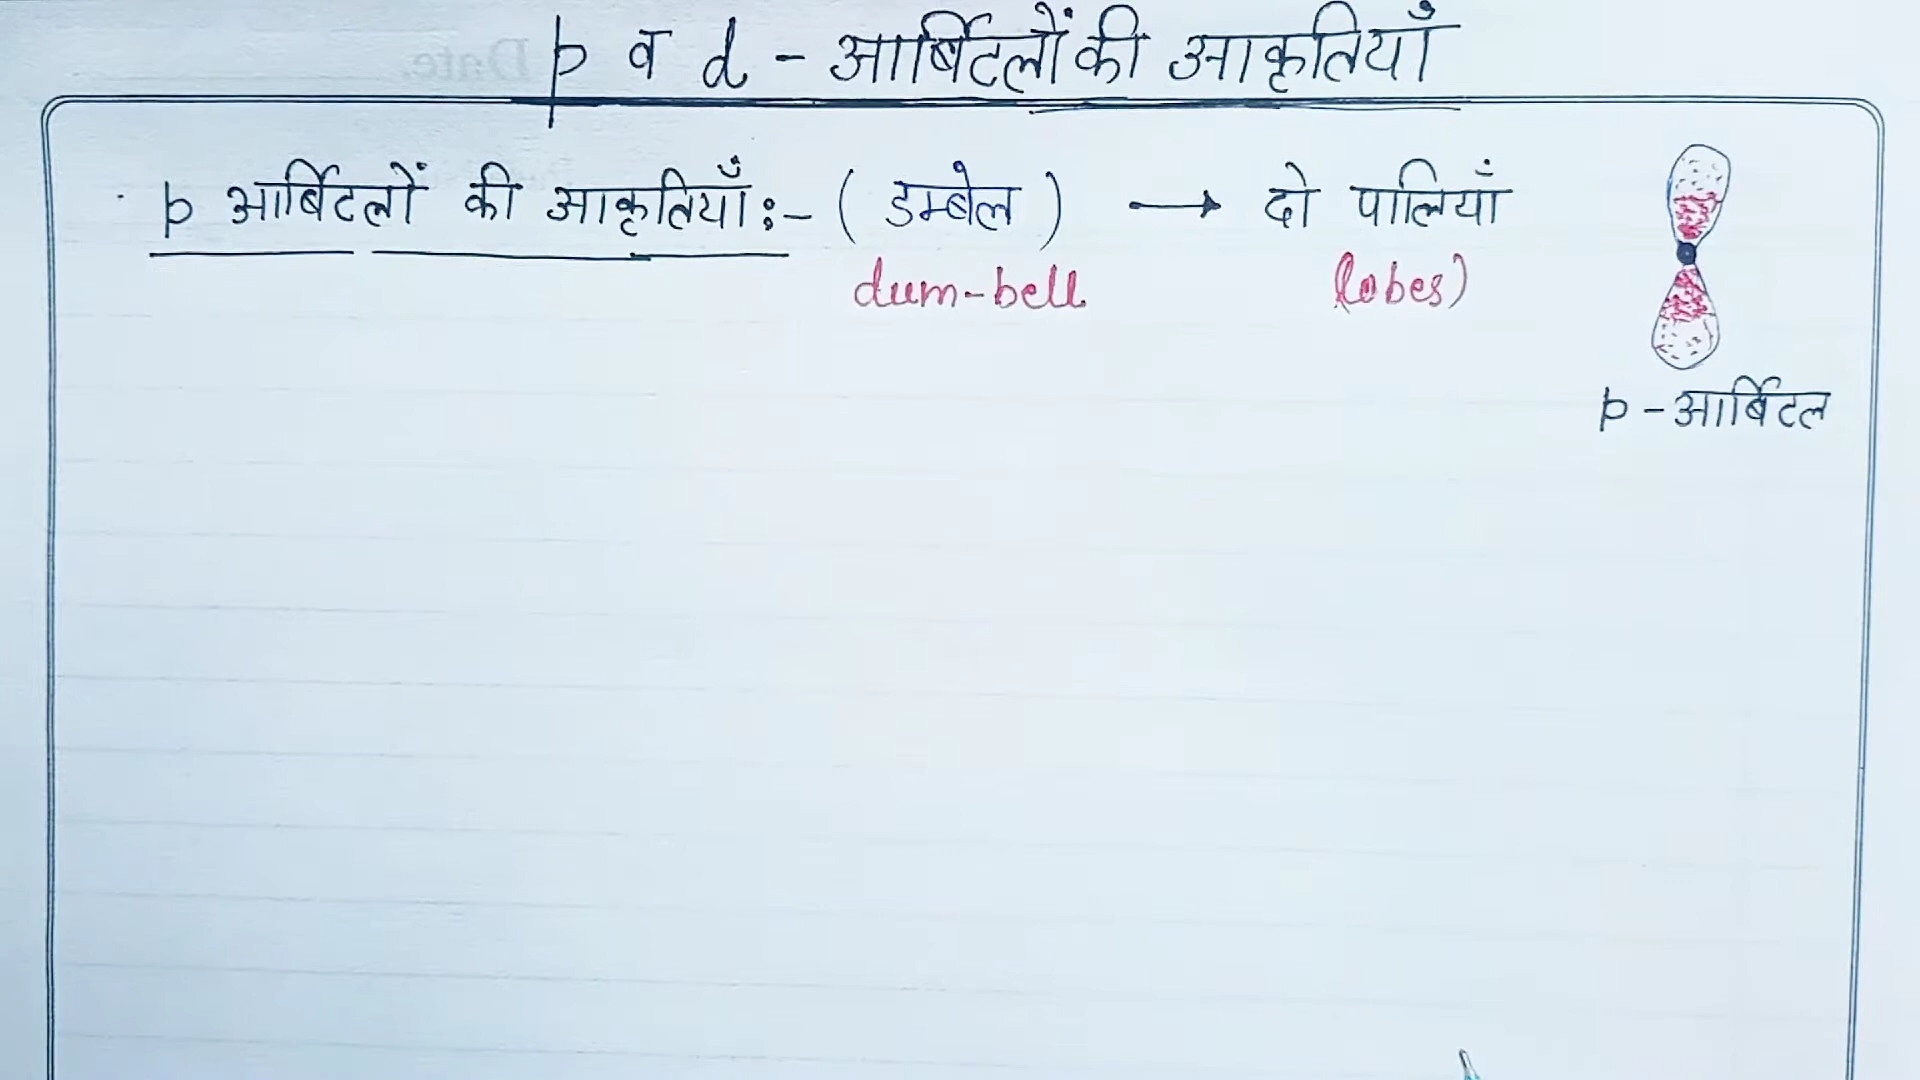 p व d - आर्बिटलों की आकृतियाँ
p आर्बिटलों की आकृतियाँ :- ( डम्बेल ) → दो पालियाँ
dum-bell lobes)
p - आर्बिटल